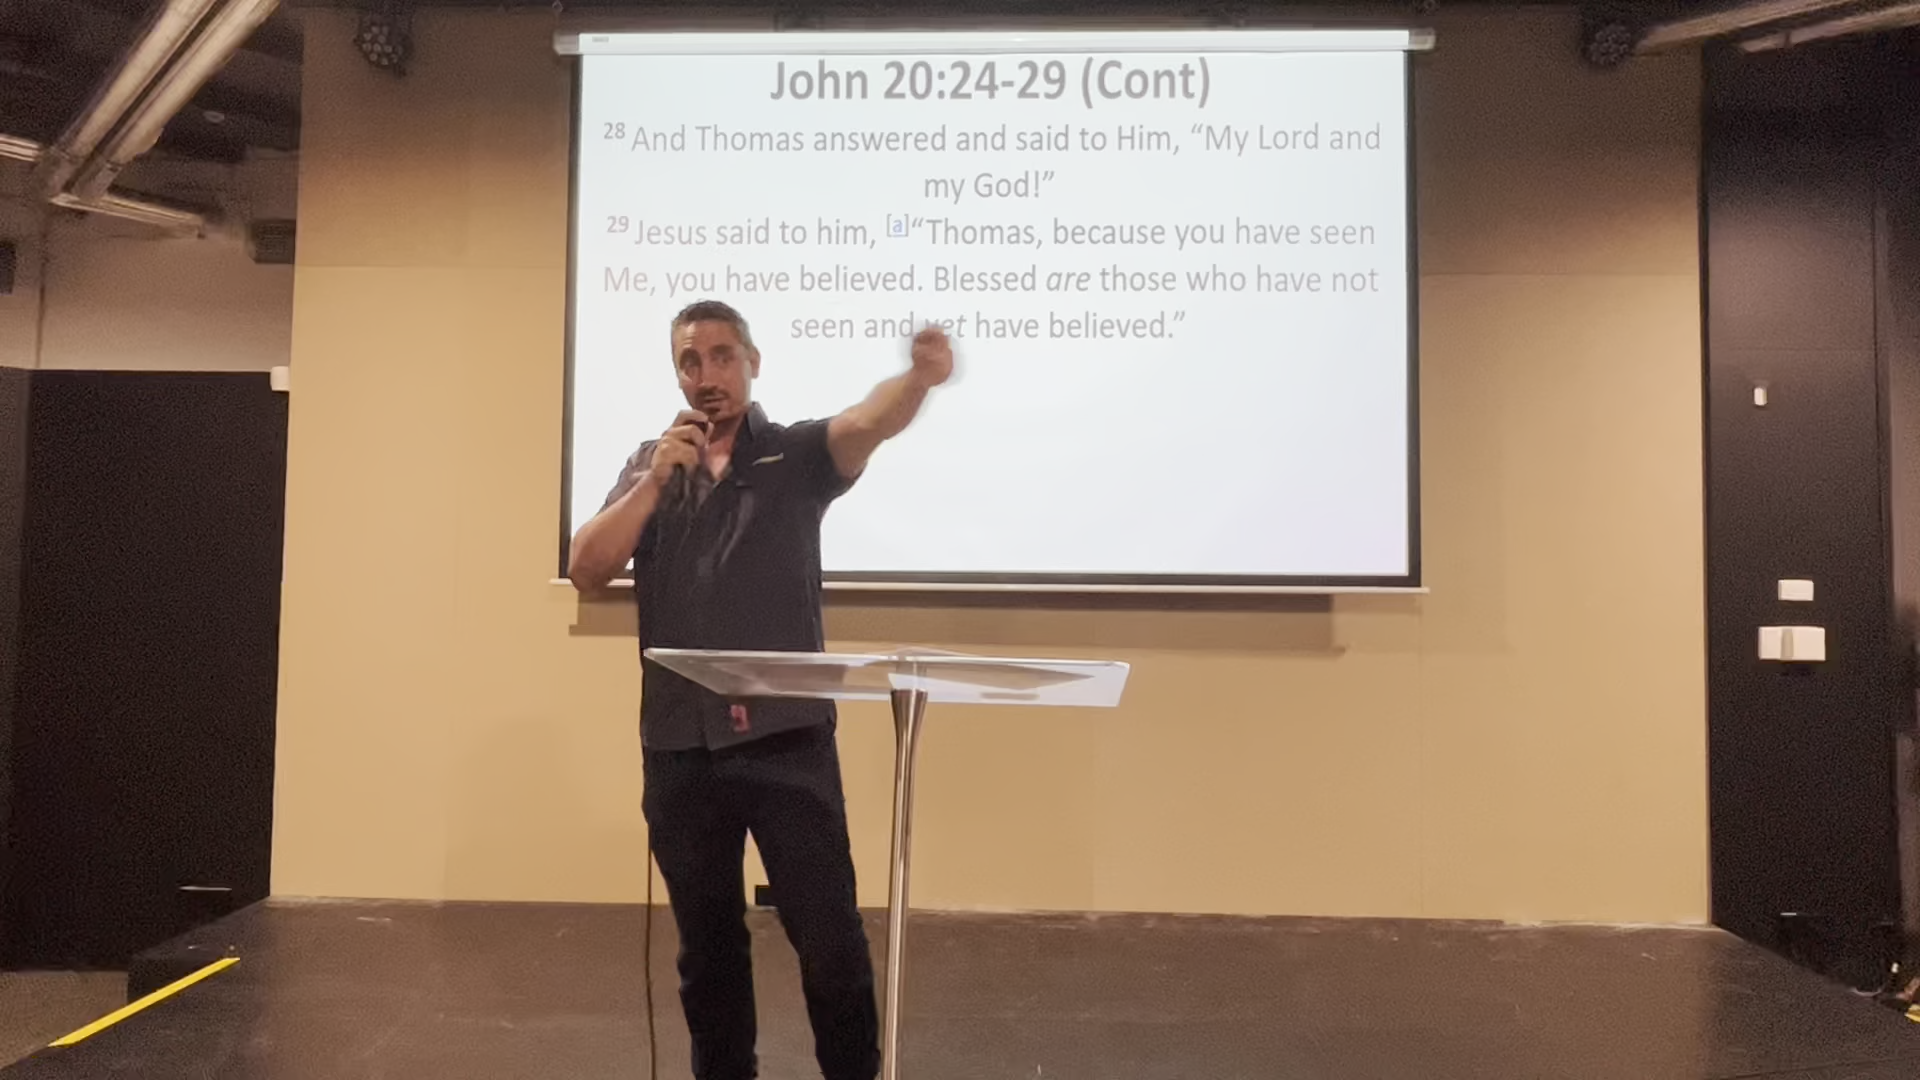 John 20:24-29 (Cont)
28 And Thomas answered and said to Him, “My Lord and
my God!”
29 Jesus said to him, [a]“Thomas, because you have seen
Me, you have believed. Blessed are those who have not
seen and yet have believed.”